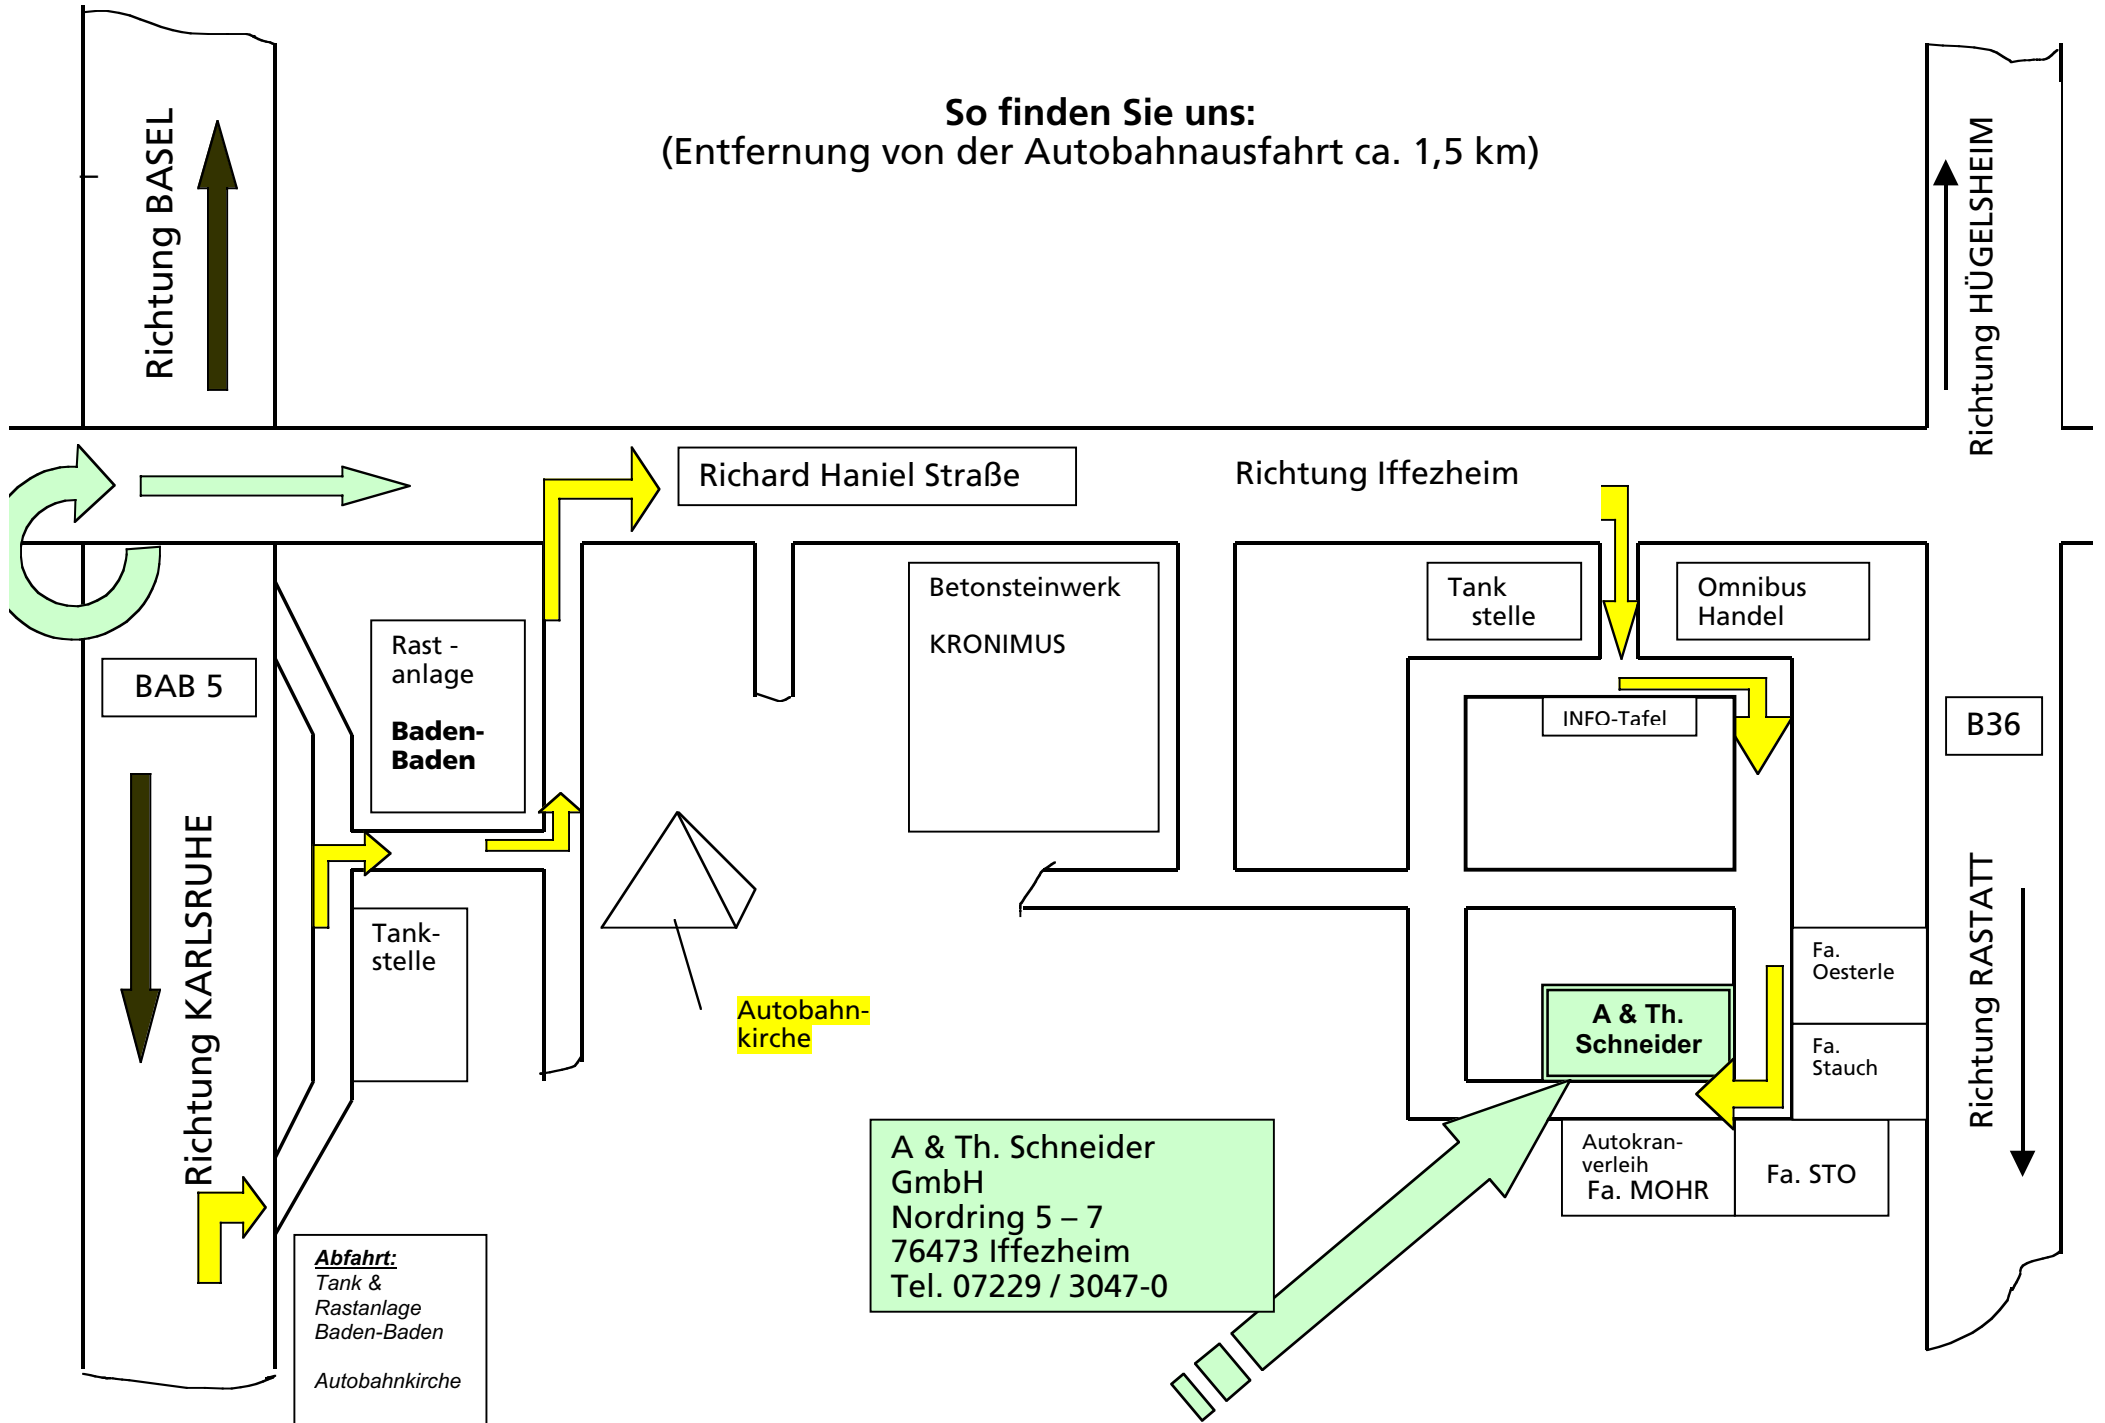 So finden Sie uns:
(Entfernung von der Autobahnausfahrt ca. 1,5 km)
Richtung BASEL
Richtung HÜGELSHEIM
Richard Haniel Straße
Richtung Iffezheim
BAB 5
Rast -
anlage
Baden-
Baden
Betonsteinwerk
KRONIMUS
Tank
stelle
Omnibus
Handel
INFO-Tafel
B36
Richtung KARLSRUHE
Tank-
stelle
Autobahn-
kirche
A & Th.
Schneider
Fa.
Oesterle
Fa.
Stauch
Richtung RASTATT
A & Th. Schneider
GmbH
Nordring 5 – 7
76473 Iffezheim
Tel. 07229 / 3047-0
Autokran-
verleih
Fa. MOHR
Fa. STO
Abfahrt:
Tank &
Rastanlage
Baden-Baden
Autobahnkirche